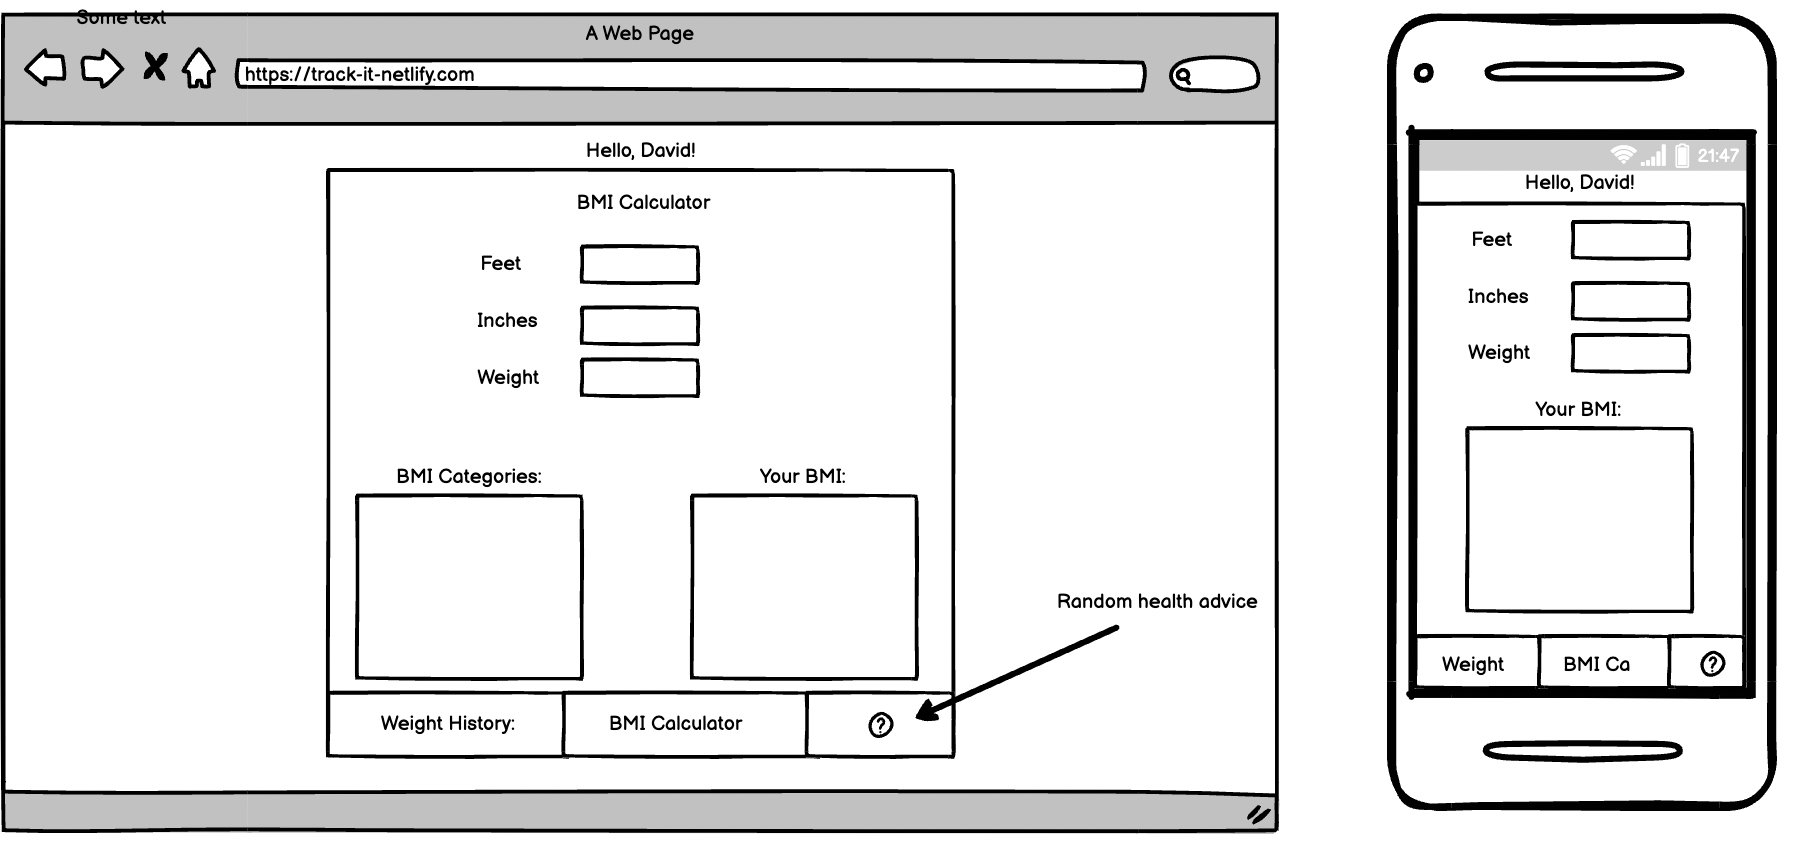 Some text
A Web Page
https://track-it-netlify.com
Hello, David!
BMI Calculator
Feet
Inches
Weight
BMI Categories:
Your BMI:
Random health advice
Weight History:
BMI Calculator
?
21:47
Hello, David!
Feet
Inches
Weight
Your BMI:
Weight
BMI Ca
?